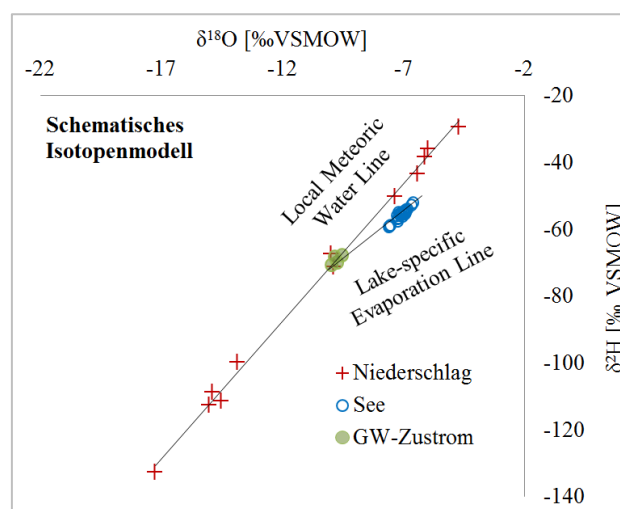 δ¹⁸O [‰VSMOW]
-22 -17 -12 -7 -2
-20
Schematisches
Isotopenmodell
Local Meteoric
Water Line
-40
-60
Lake-specific
Evaporation Line
-80
δ²H [‰ VSMOW]
-100
Niederschlag
See
-120
GW-Zustrom
-140